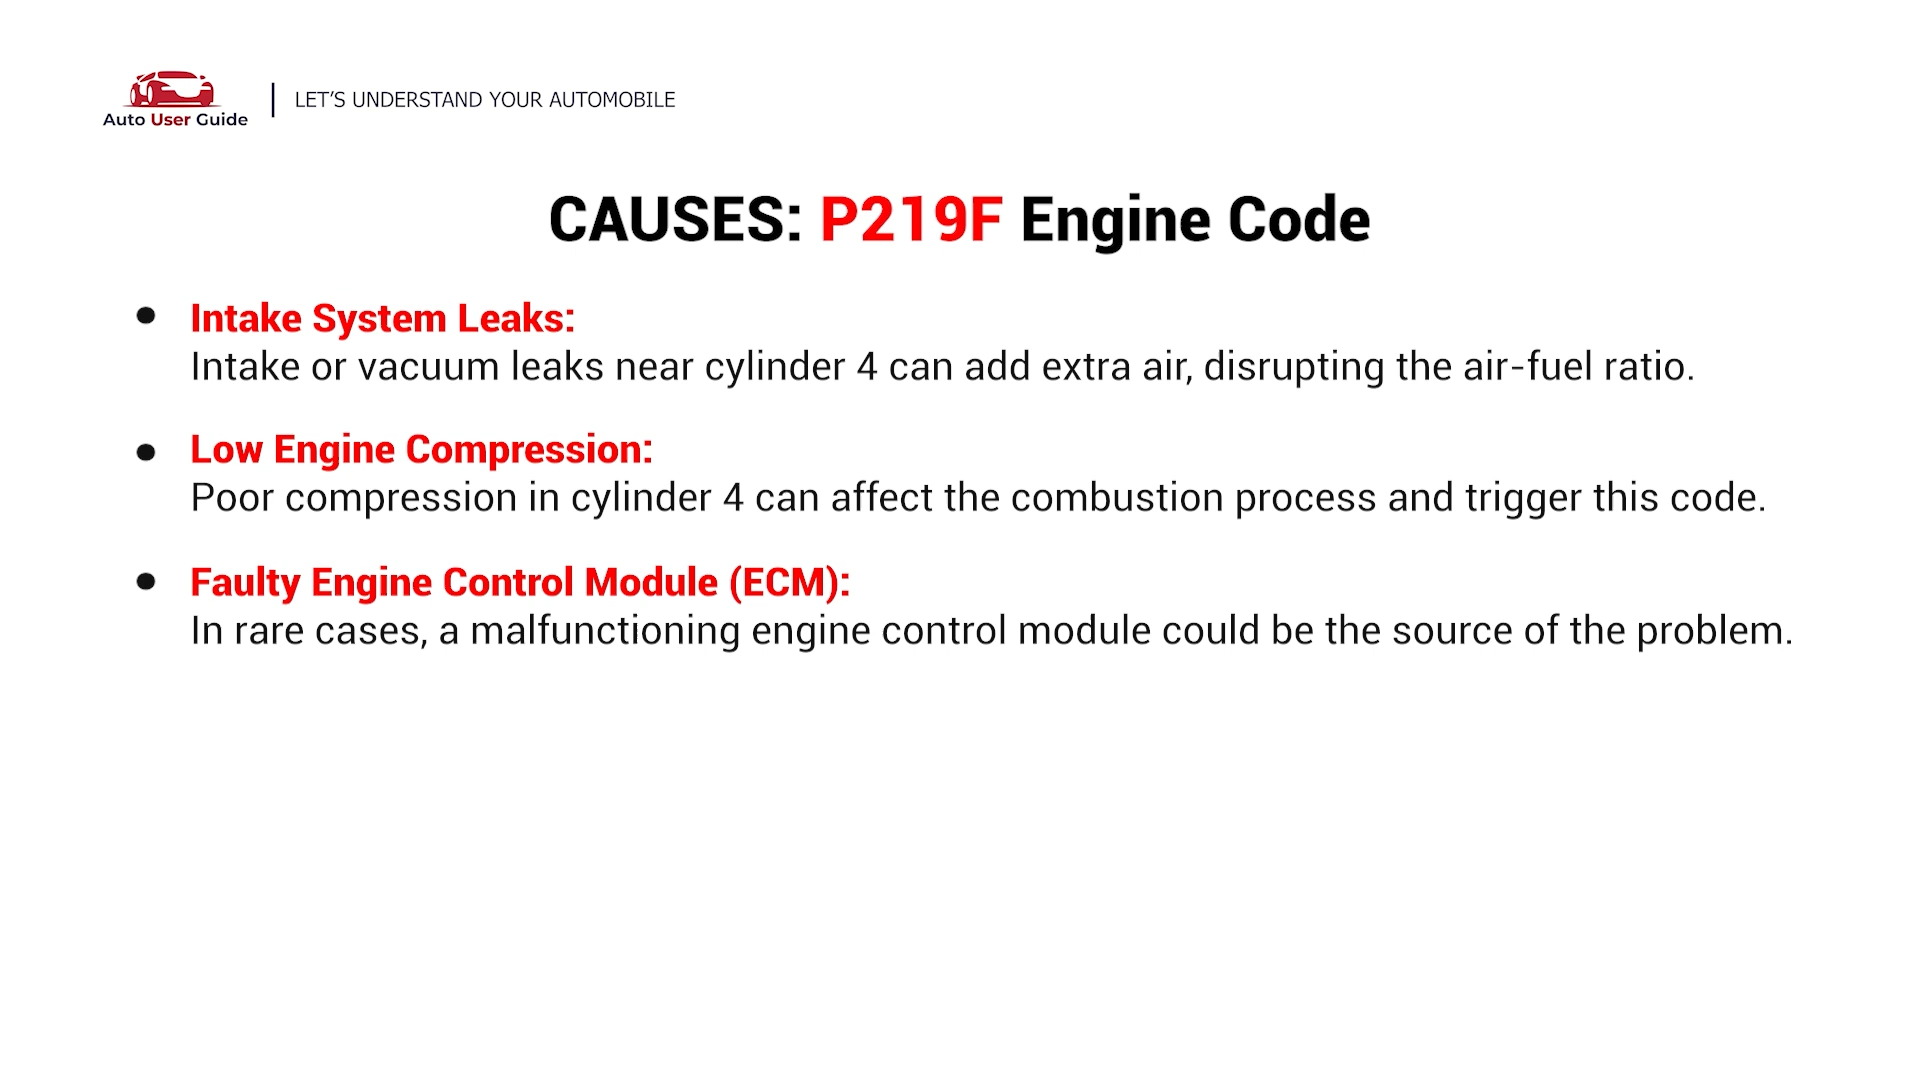 Auto User Guide
LET'S UNDERSTAND YOUR AUTOMOBILE
CAUSES: P219F Engine Code
Intake System Leaks:
Intake or vacuum leaks near cylinder 4 can add extra air, disrupting the air-fuel ratio.
Low Engine Compression:
Poor compression in cylinder 4 can affect the combustion process and trigger this code.
Faulty Engine Control Module (ECM):
In rare cases, a malfunctioning engine control module could be the source of the problem.